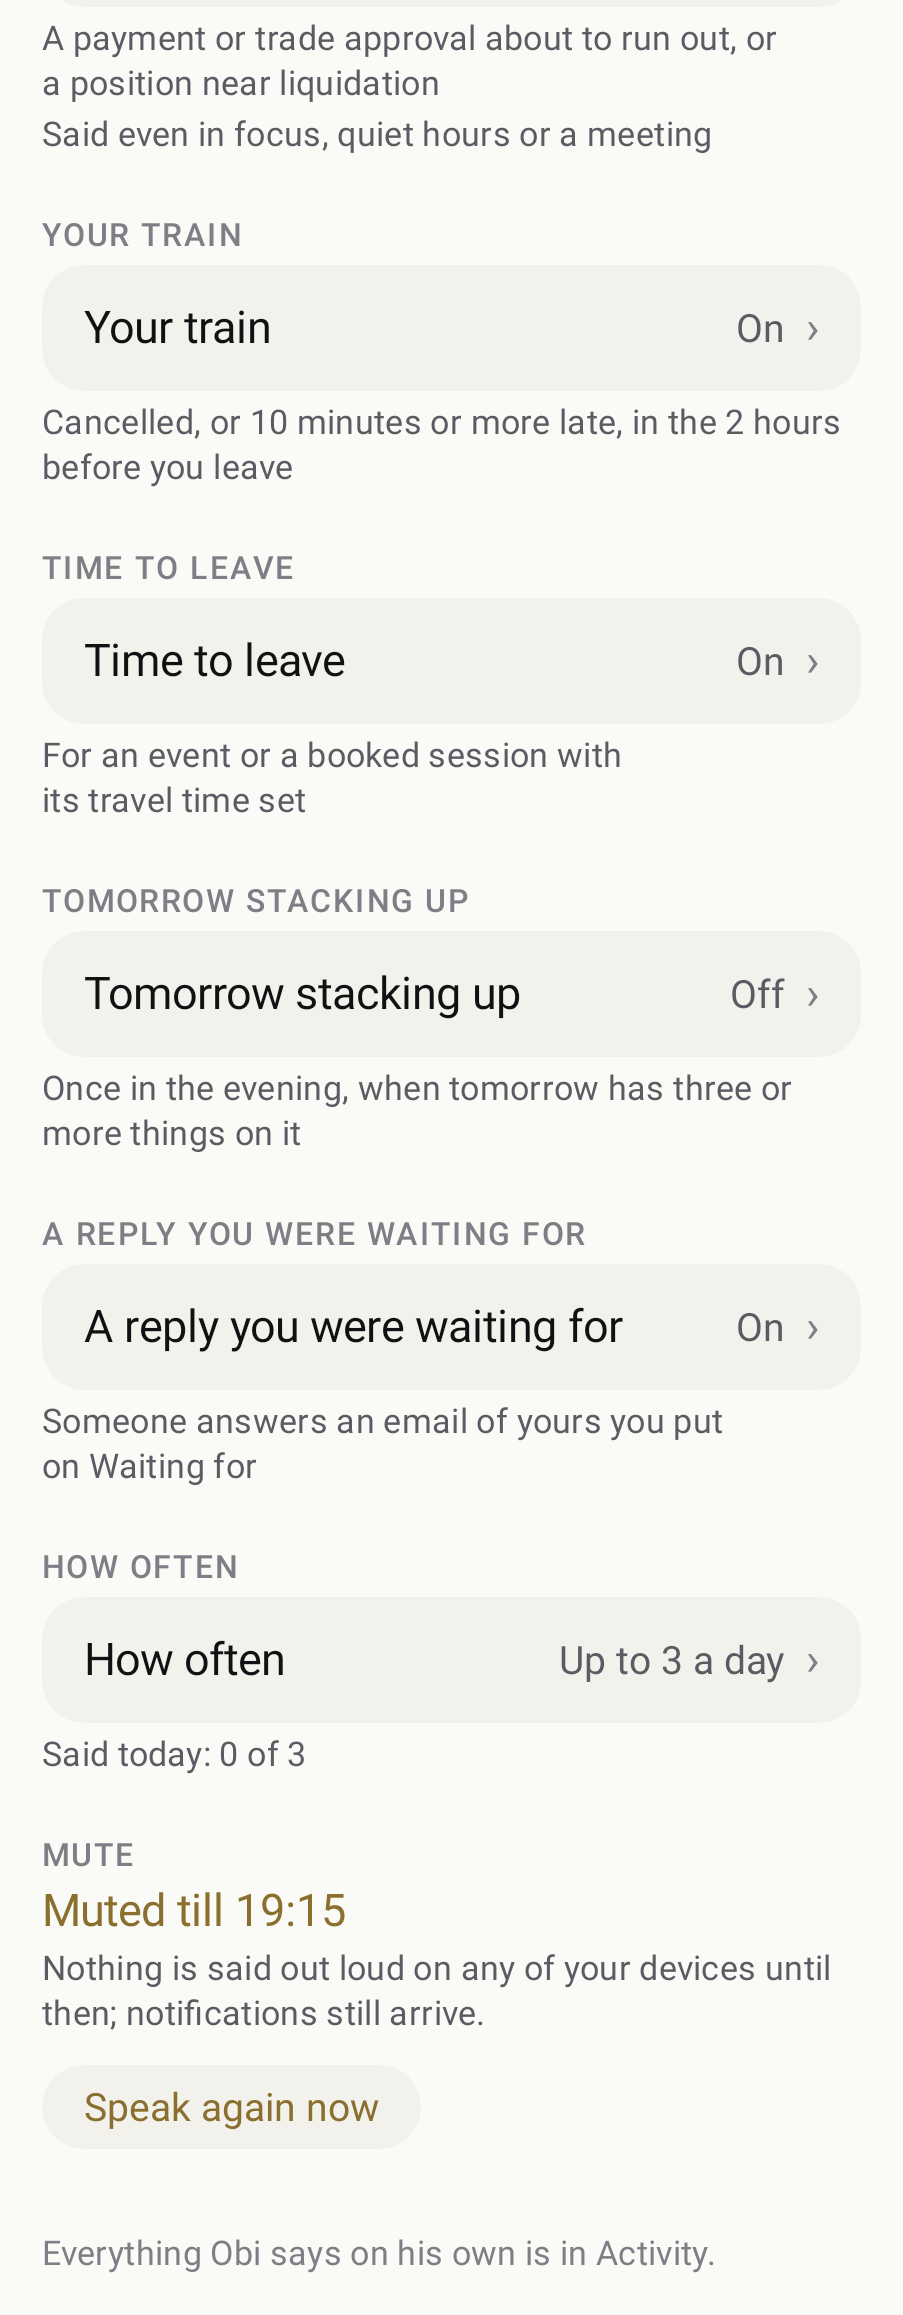 A payment or trade approval about to run out, or
a position near liquidation
Said even in focus, quiet hours or a meeting
YOUR TRAIN
Your train On ›
Cancelled, or 10 minutes or more late, in the 2 hours
before you leave
TIME TO LEAVE
Time to leave On ›
For an event or a booked session with
its travel time set
TOMORROW STACKING UP
Tomorrow stacking up Off ›
Once in the evening, when tomorrow has three or
more things on it
A REPLY YOU WERE WAITING FOR
A reply you were waiting for On ›
Someone answers an email of yours you put
on Waiting for
HOW OFTEN
How often Up to 3 a day ›
Said today: 0 of 3
MUTE
Muted till 19:15
Nothing is said out loud on any of your devices until
then; notifications still arrive.
Speak again now
Everything Obi says on his own is in Activity.